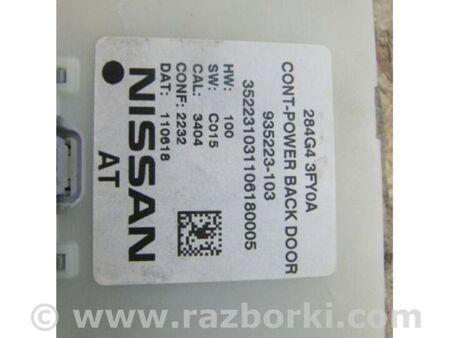 284G4 3FY0A
CONT-POWER BACK DOOR
935223-103
352231031106180005
HW: 100
SW: C015
CAL: 3404
CONF: 2232
DAT: 110618
NISSAN
AT
www.razborki.com